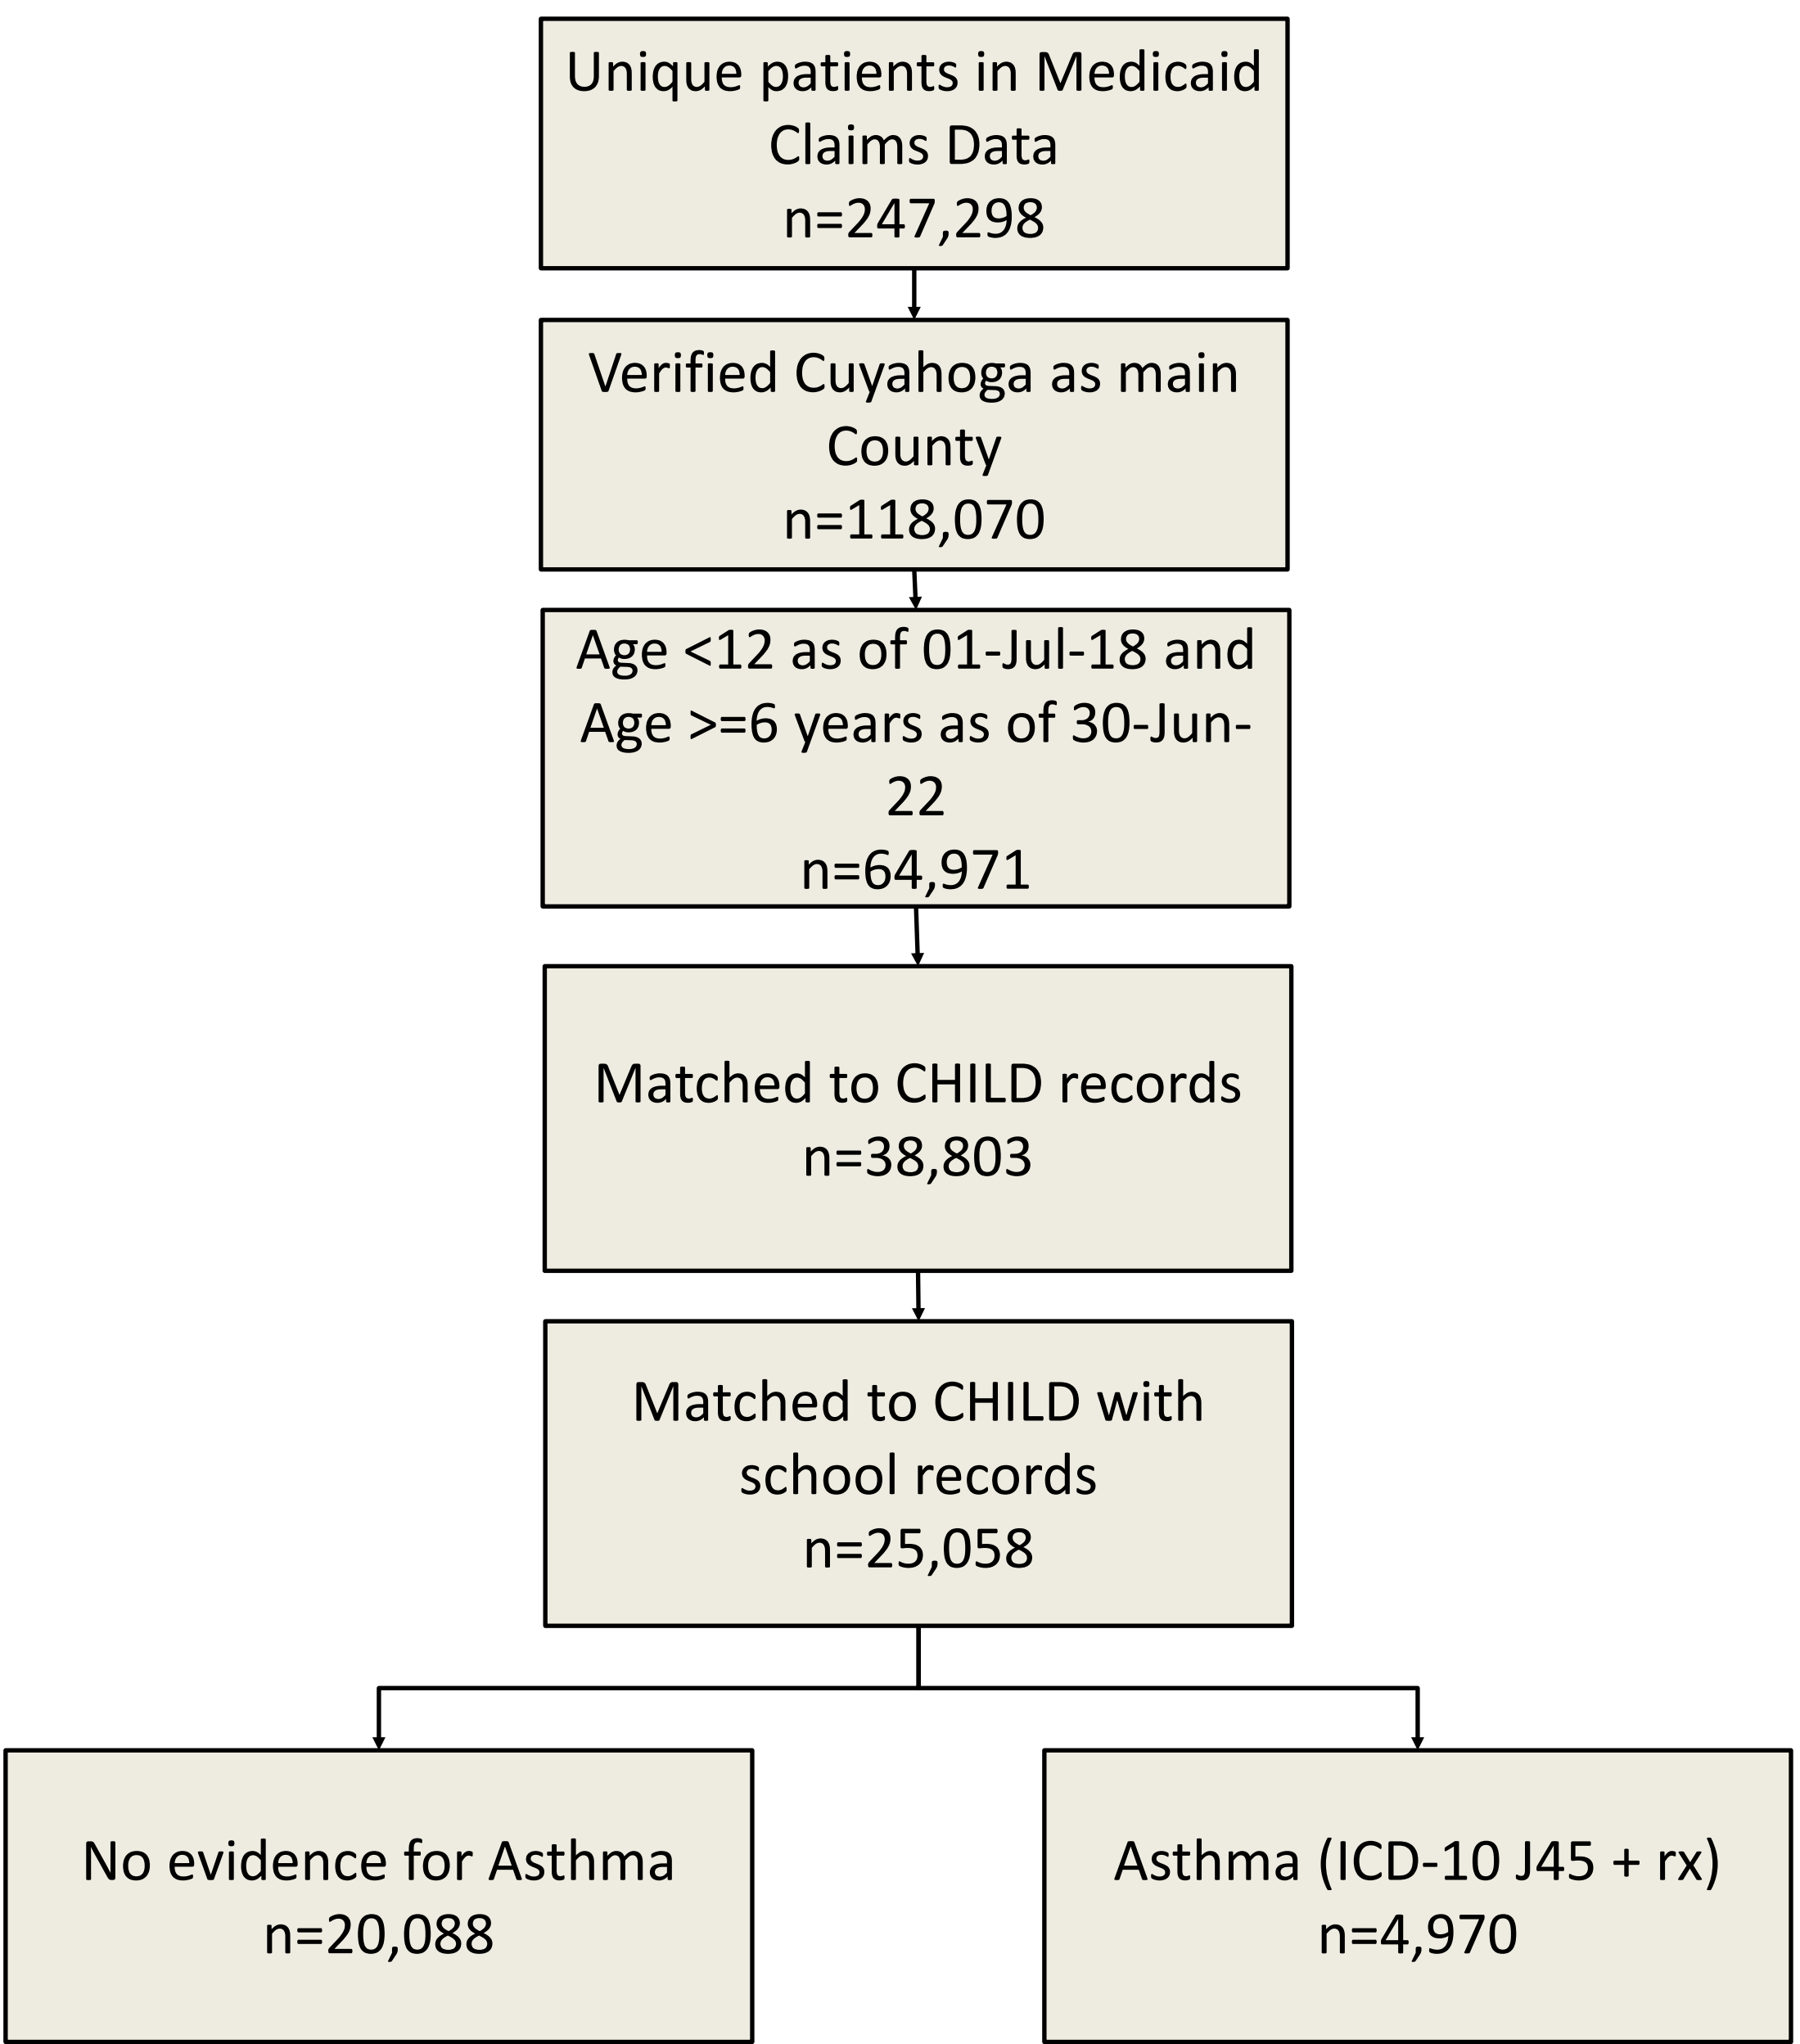 Unique patients in Medicaid
Claims Data
n=247,298
Verified Cuyahoga as main
County
n=118,070
Age <12 as of 01-Jul-18 and
Age >=6 years as of 30-Jun-
22
n=64,971
Matched to CHILD records
n=38,803
Matched to CHILD with
school records
n=25,058
No evidence for Asthma
n=20,088
Asthma (ICD-10 J45 + rx)
n=4,970